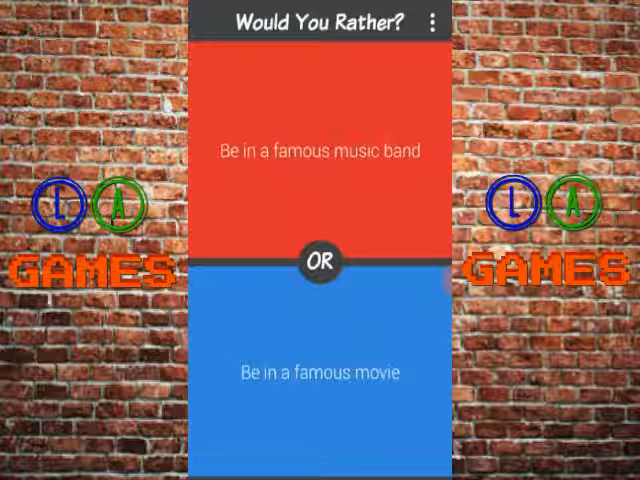 Would You Rather?
Be in a famous music band
OR
Be in a famous movie
L A
GAMES
L A
GAMES